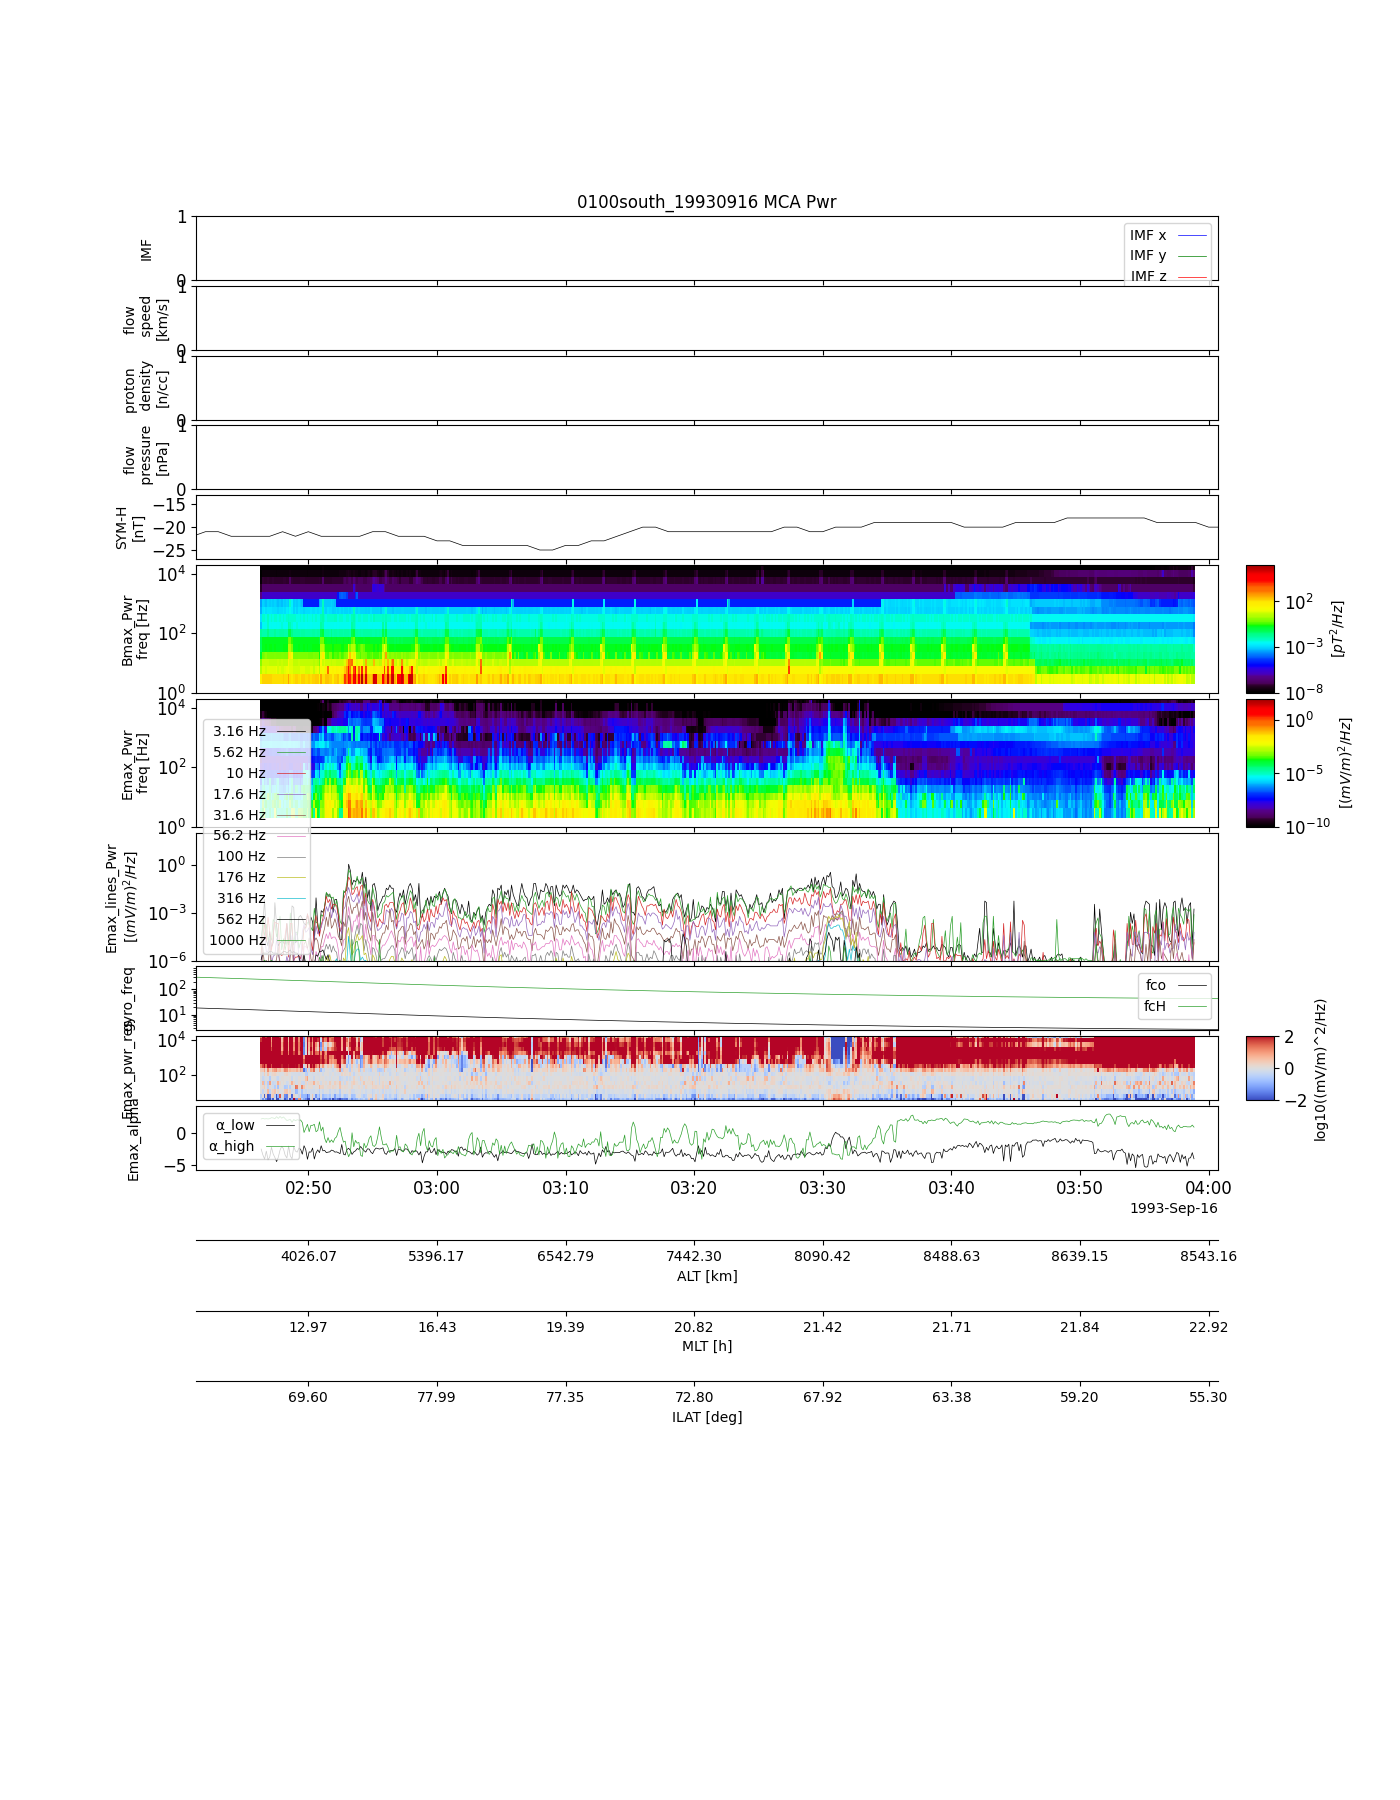 0100south_19930916 MCA Pwr
1
0
IMF
IMF x
IMF y
IMF z
1
0
flow
speed
[km/s]
1
0
proton
density
[n/cc]
1
0
flow
pressure
[nPa]
−15
−20
−25
SYM-H
[nT]
10^4
10^2
10^0
Bmax_Pwr
freq [Hz]
10^2
10^−3
10^−8
[pT^2/Hz]
10^4
10^2
10^0
Emax_Pwr
freq [Hz]
10^0
10^−5
10^−10
[(mV/m)^2/Hz]
3.16 Hz
5.62 Hz
10 Hz
17.6 Hz
31.6 Hz
56.2 Hz
100 Hz
176 Hz
316 Hz
562 Hz
1000 Hz
10^0
10^−3
10^−6
Emax_lines_Pwr
[(mV/m)^2/Hz]
10^2
10^1
gyro_freq
fco
fcH
10^4
10^2
Emax_pwr_reg
2
0
−2
log10((mV/m)^2/Hz)
0
−5
Emax_alpha
α_low
α_high
02:50 03:00 03:10 03:20 03:30 03:40 03:50 04:00
1993-Sep-16
4026.07 5396.17 6542.79 7442.30 8090.42 8488.63 8639.15 8543.16
ALT [km]
12.97 16.43 19.39 20.82 21.42 21.71 21.84 22.92
MLT [h]
69.60 77.99 77.35 72.80 67.92 63.38 59.20 55.30
ILAT [deg]